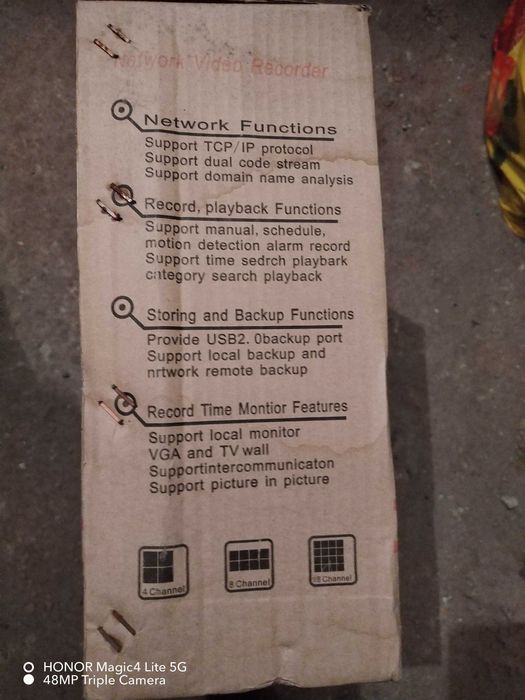 Network Video Recorder
Network Functions
Support TCP/IP protocol
Support dual code stream
Support domain name analysis
Record, playback Functions
Support manual, schedule,
motion detection alarm record
Support time sedrch playbark
category search playback
Storing and Backup Functions
Provide USB2. 0backup port
Support local backup and
nrtwork remote backup
Record Time Montior Features
Support local monitor
VGA and TV wall
Supportintercommunicaton
Support picture in picture
4 Channel
8 Channel
16 Channel
HONOR Magic4 Lite 5G
48MP Triple Camera